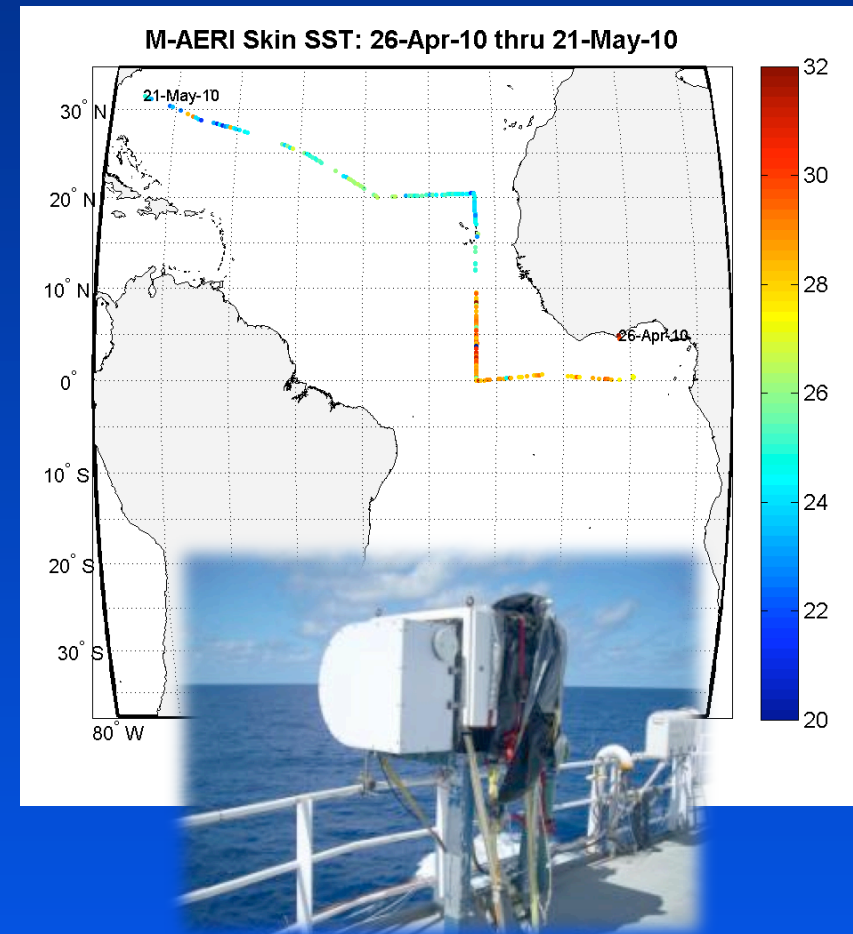 M-AERI Skin SST: 26-Apr-10 thru 21-May-10
21-May-10
30° N
20° N
10° N
26-Apr-10
0°
10° S
20° S
30° S
80° W
32
30
28
26
24
22
20